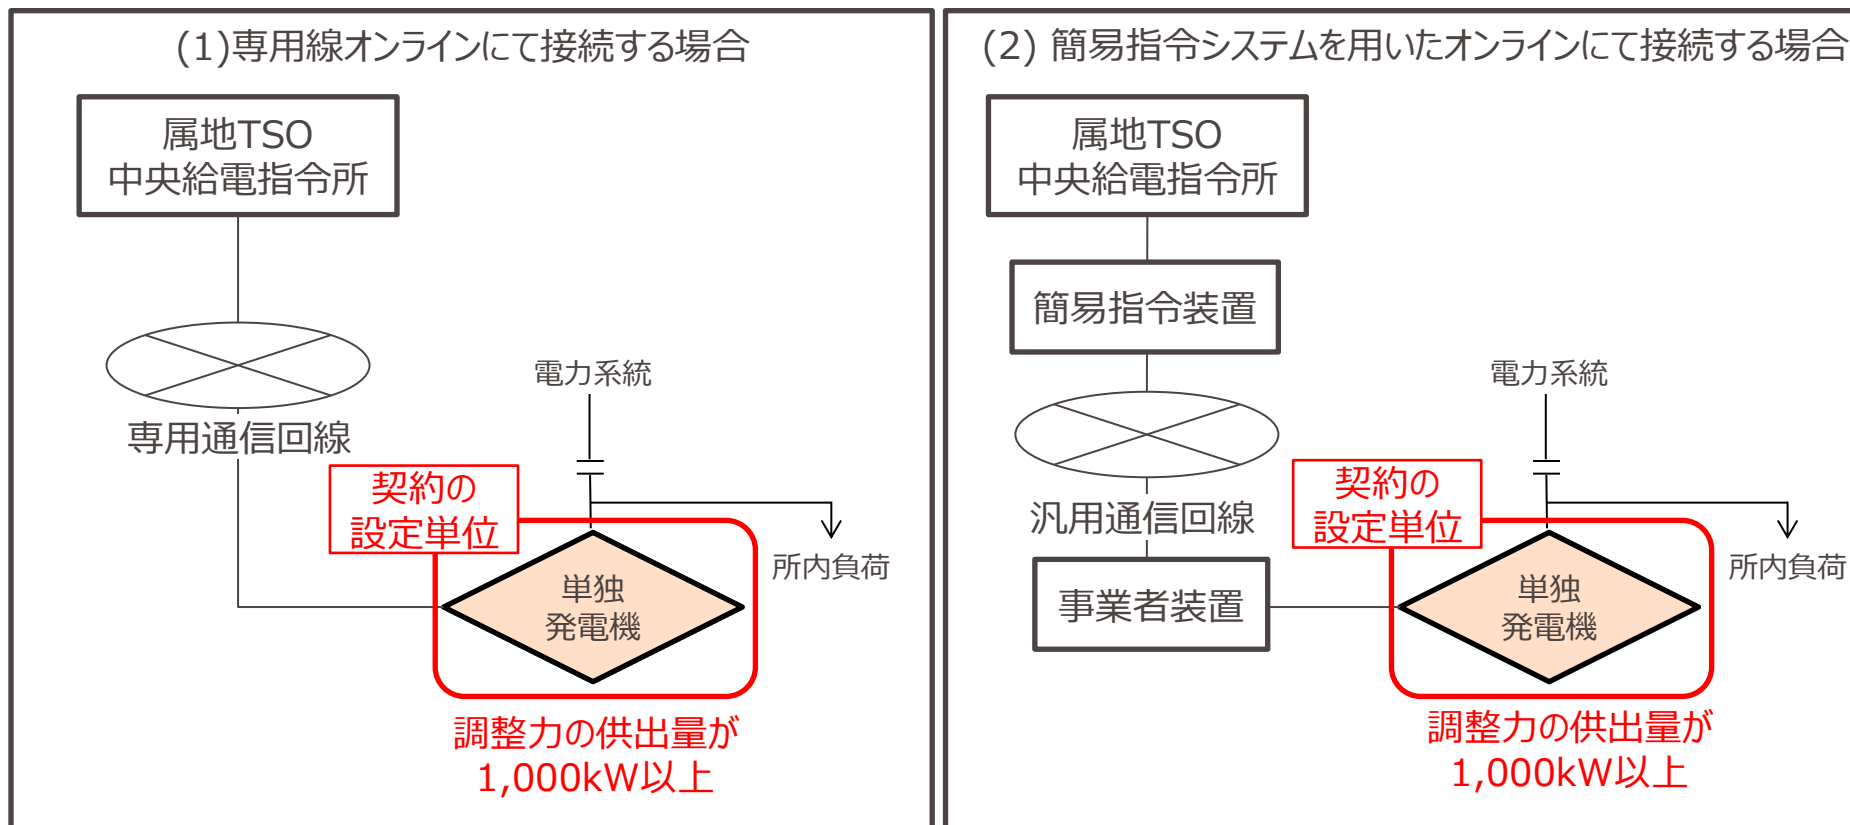 (1)専用線オンラインにて接続する場合
属地TSO
中央給電指令所
専用通信回線
電力系統
契約の
設定単位
所内負荷
単独
発電機
調整力の供出量が
1,000kW以上
(2) 簡易指令システムを用いたオンラインにて接続する場合
属地TSO
中央給電指令所
簡易指令装置
汎用通信回線
事業者装置
電力系統
契約の
設定単位
所内負荷
単独
発電機
調整力の供出量が
1,000kW以上